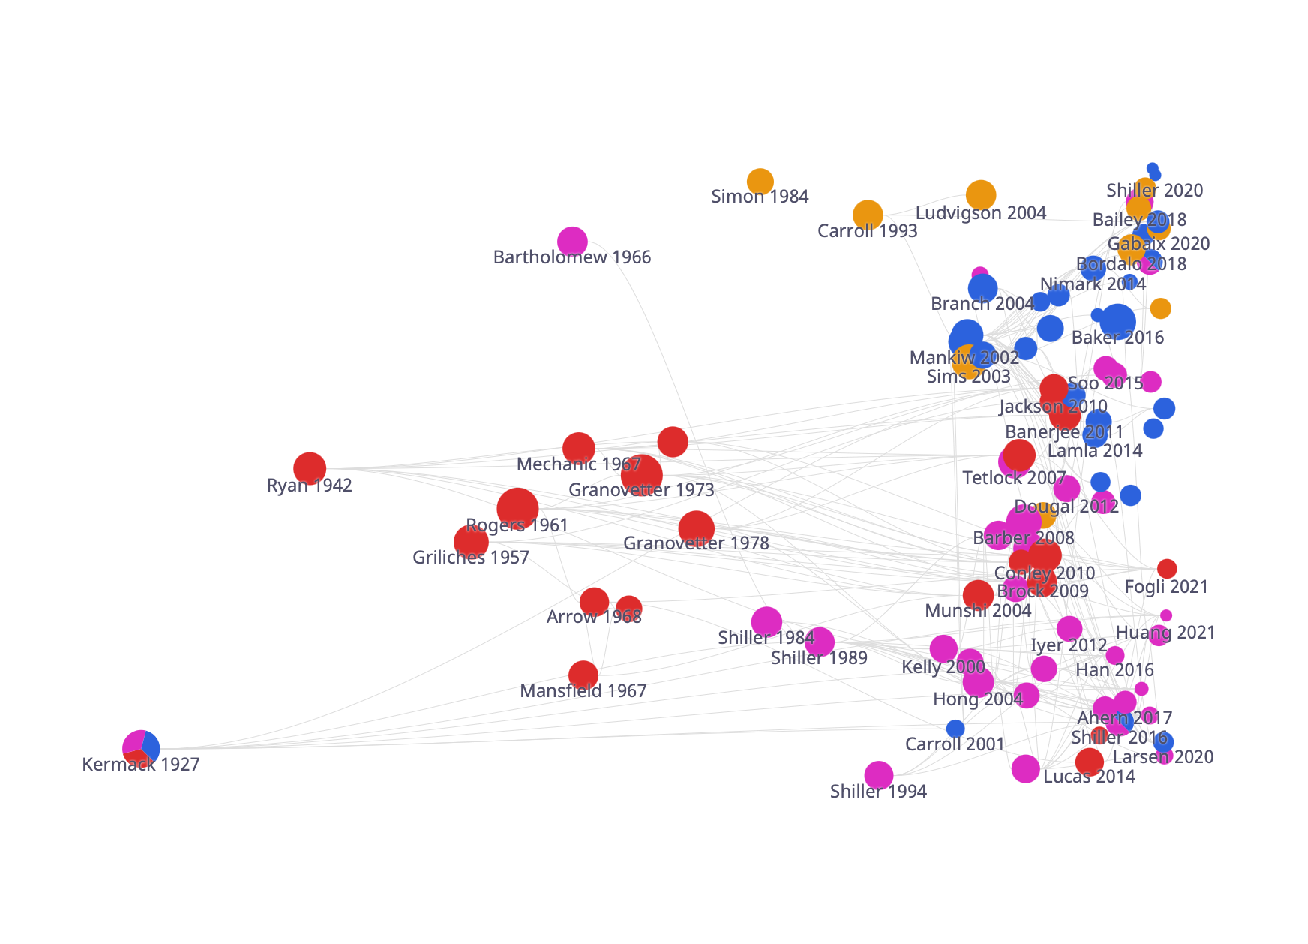 Shiller 2020
Simon 1984
Ludvigson 2004
Bailey 2018
Carroll 1993
Gabaix 2020
Bartholomew 1966
Bordalo 2018
Nimark 2014
Branch 2004
Baker 2016
Mankiw 2002
Sims 2003
Soo 2015
Jackson 2010
Banerjee 2011
Lamla 2014
Mechanic 1967
Tetlock 2007
Ryan 1942
Granovetter 1973
Dougal 2012
Rogers 1961
Barber 2008
Granovetter 1978
Griliches 1957
Conley 2010
Fogli 2021
Brock 2009
Munshi 2004
Arrow 1968
Huang 2021
Shiller 1984
Iyer 2012
Shiller 1989
Kelly 2000
Han 2016
Mansfield 1967
Hong 2004
Ahern 2017
Shiller 2016
Carroll 2001
Larsen 2020
Kermack 1927
Lucas 2014
Shiller 1994